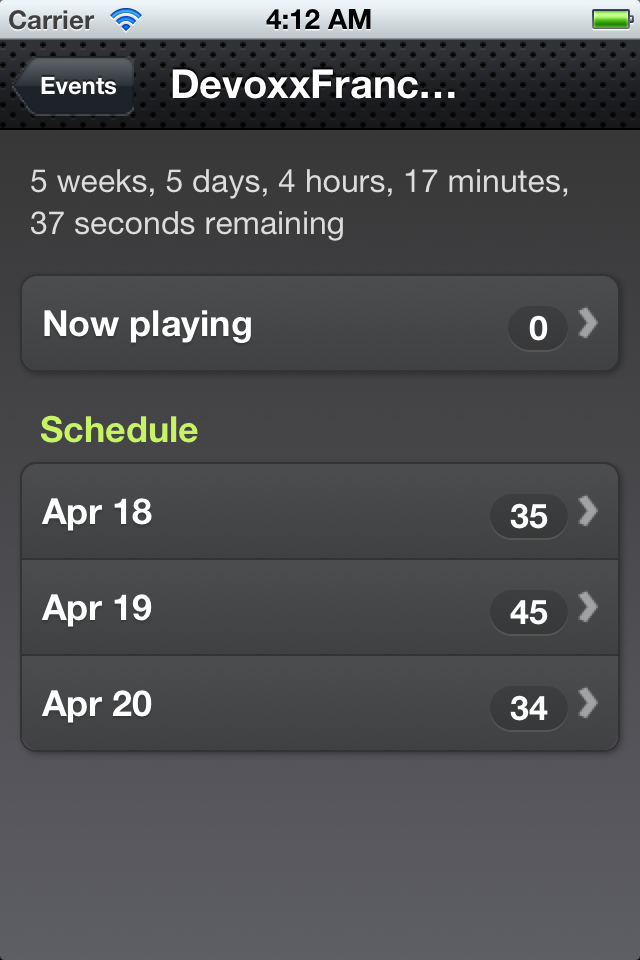 Carrier 4:12 AM
Events DevoxxFranc...
5 weeks, 5 days, 4 hours, 17 minutes,
37 seconds remaining
Now playing 0
Schedule
Apr 18 35
Apr 19 45
Apr 20 34